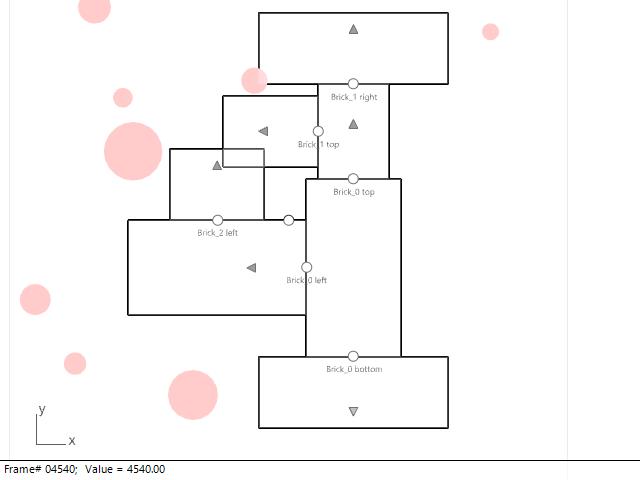 Brick_1 right
Brick_1 top
Brick_0 top
Brick_2 left
Brick_0 left
Brick_0 bottom
y
x
Frame# 04540; Value = 4540.00